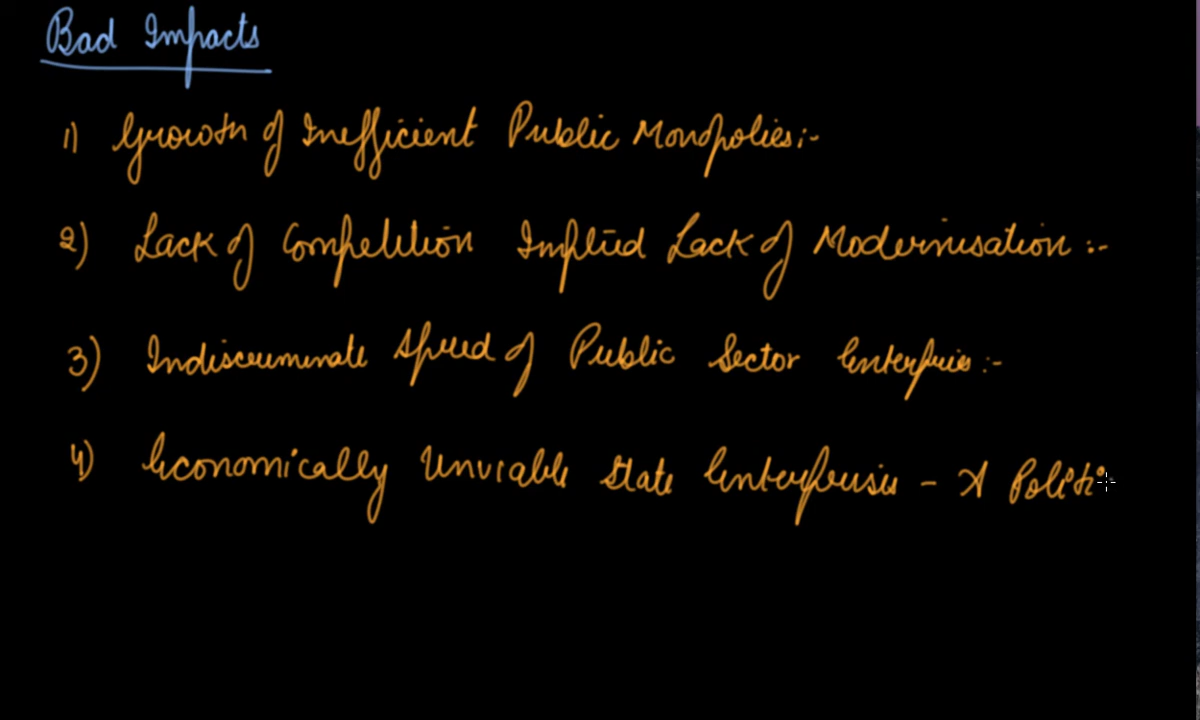 Bad Impacts
1) Growth of Inefficient Public Monopolies:-
2) Lack of Competition Implied Lack of Modernisation :-
3) Indiscriminate Spread of Public Sector Enterprises:-
4) Economically Unviable State Enterprises - A Politi